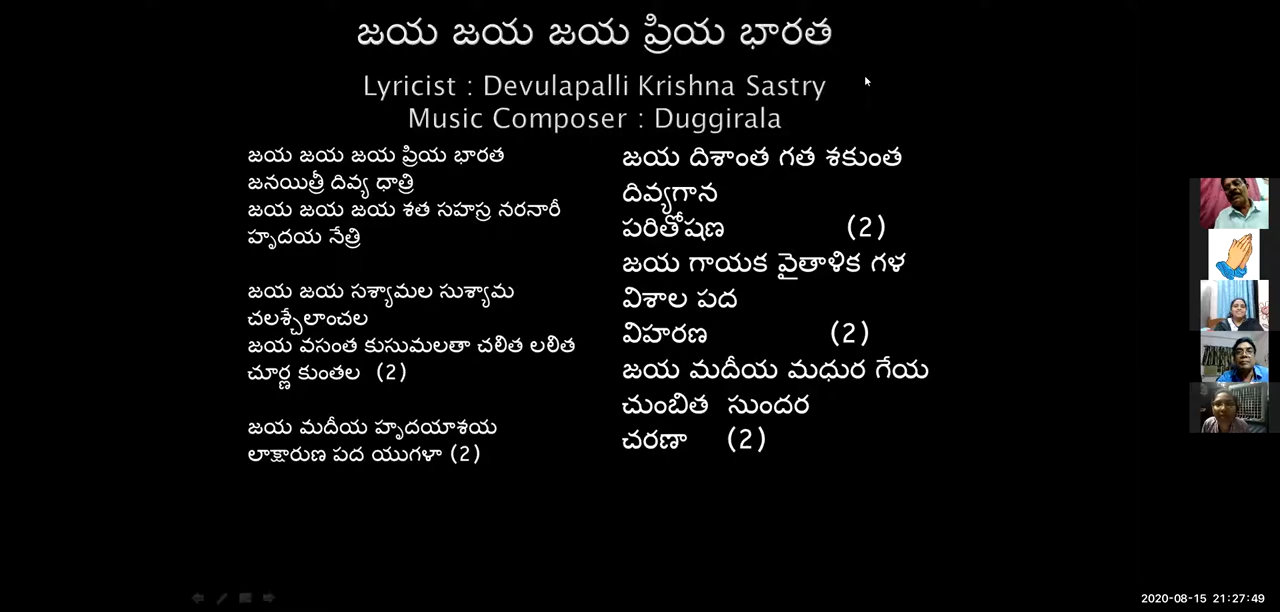 జయ జయ జయ ప్రియ భారత
Lyricist : Devulapalli Krishna Sastry
Music Composer : Duggirala
జయ జయ జయ ప్రియ భారత
జనయిత్రీ దివ్య ధాత్రి
జయ జయ జయ శత సహస్ర నరనారీ
హృదయ నేత్రి
జయ జయ సశ్యామల సుశ్యామ
చలశ్చేలాంచల
జయ వసంత కుసుమలతా చలిత లలిత
చూర్ణ కుంతల (2)
జయ మదీయ హృదయాశయ
లాక్షారుణ పద యుగళా (2)
జయ దిశాంత గత శకుంత
దివ్యగాన
పరితోషణ (2)
జయ గాయక వైతాళిక గళ
విశాల పద
విహరణ (2)
జయ మదీయ మధుర గేయ
చుంబిత సుందర
చరణా (2)
2020-08-15 21:27:49